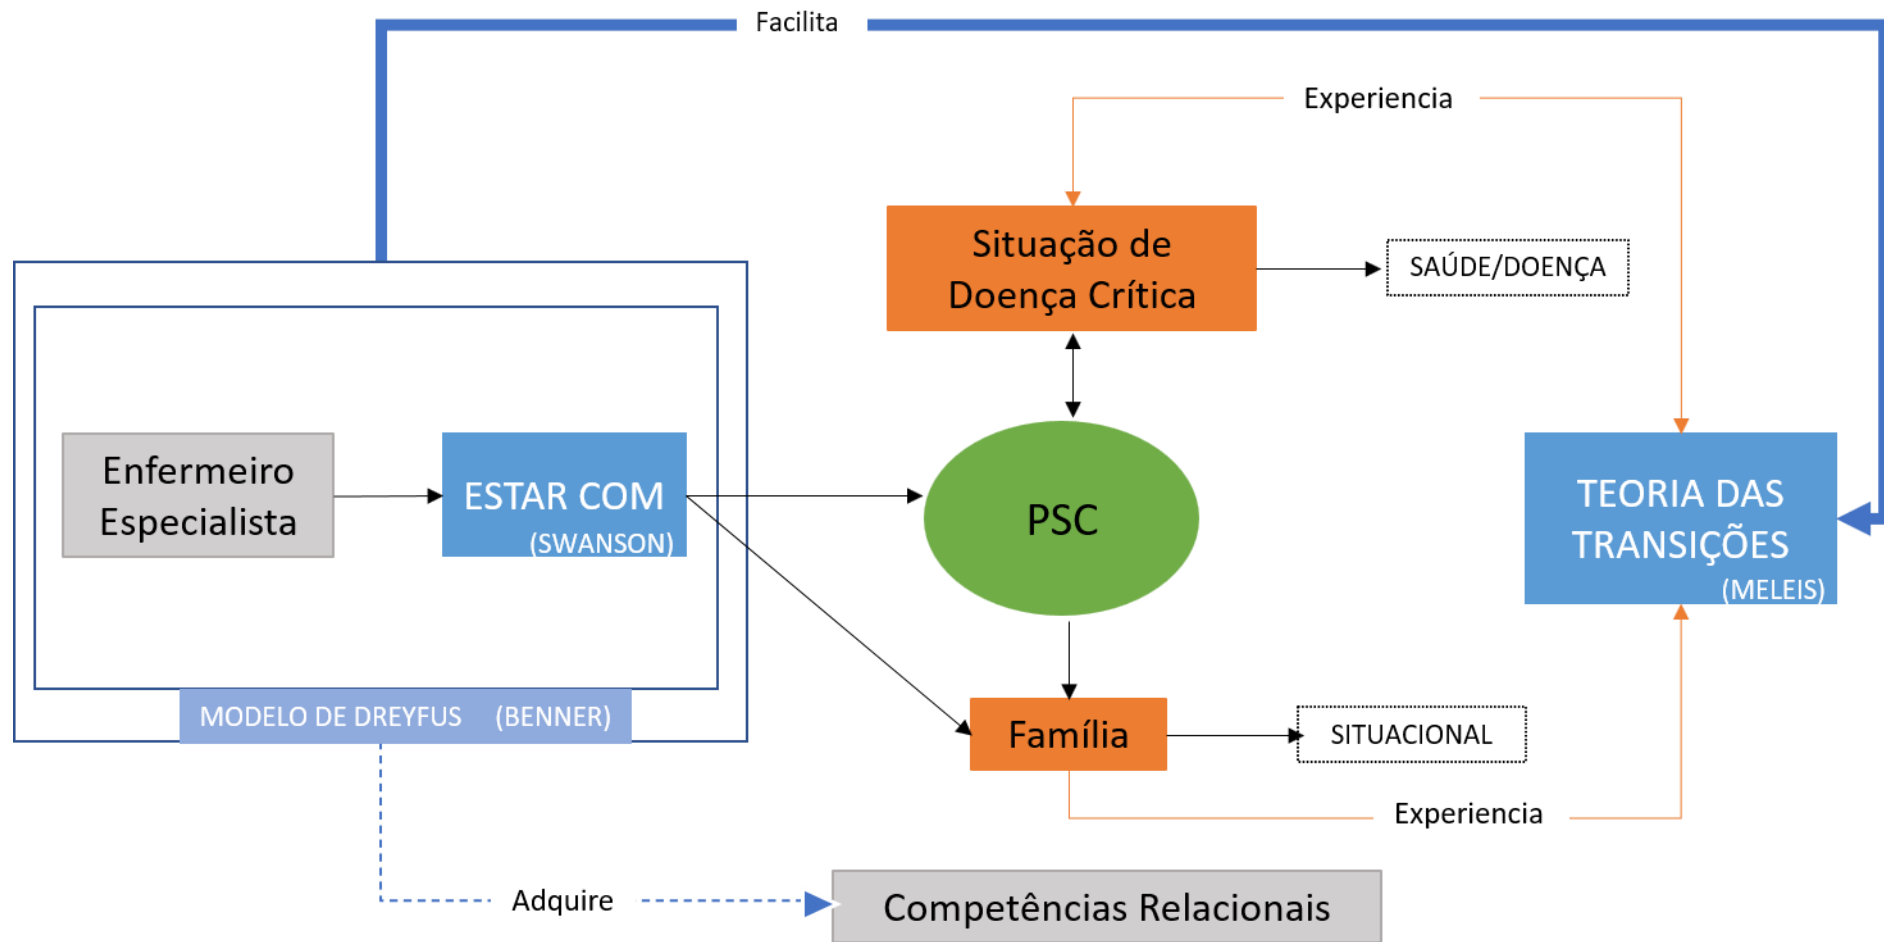 Facilita
Experiencia
Situação de
Doença Crítica
SAÚDE/DOENÇA
Enfermeiro
Especialista
ESTAR COM
(SWANSON)
PSC
TEORIA DAS
TRANSIÇÕES
(MELEIS)
MODELO DE DREYFUS (BENNER)
Família
SITUACIONAL
Experiencia
Adquire
Competências Relacionais